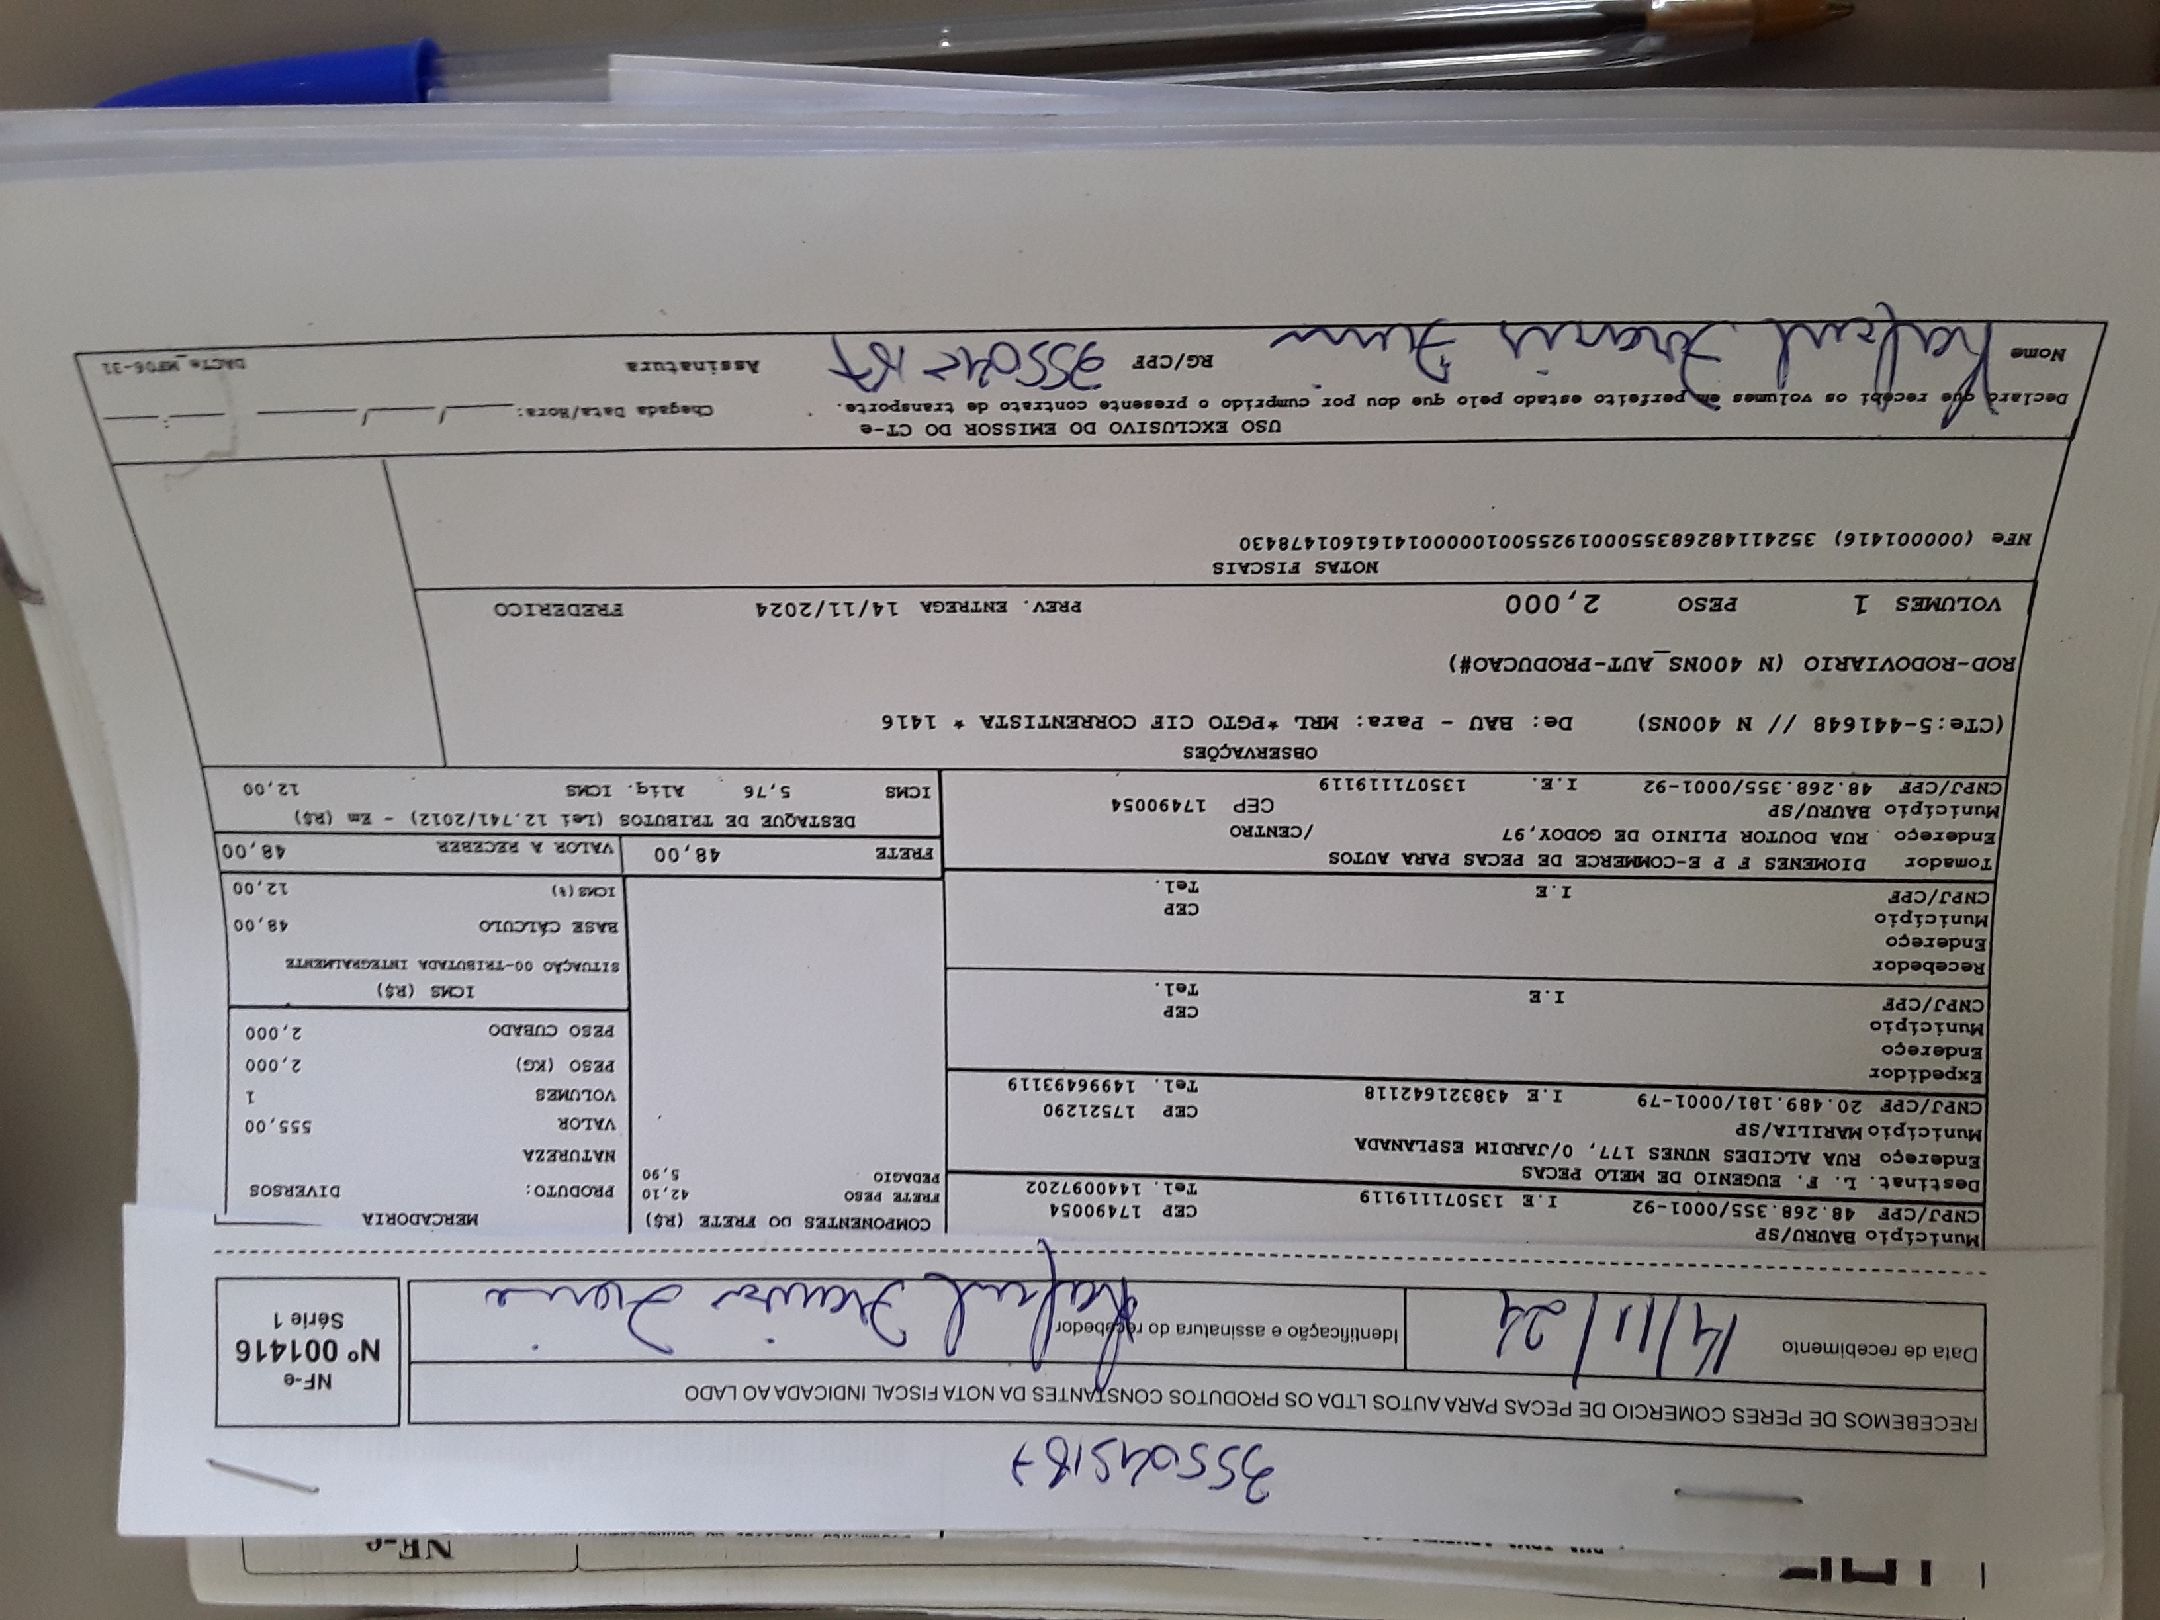 NF-e
355045187
RECEBEMOS DE PERES COMERCIO DE PECAS PARA AUTOS LTDA OS PRODUTOS CONSTANTES DA NOTA FISCAL INDICADA AO LADO
NF-e
Nº 001416
Série 1
Data de recebimento
14/11/24
Identificação e assinatura do recebedor
Município BAURU/SP CEP 17490054
CNPJ/CPF 48.268.355/0001-92 I.E 135071119119 Tel. 1440097202
Destinat. L. F. EUGENIO DE MELO PECAS
Endereço RUA ALCIDES NUNES 177, 0/JARDIM ESPLANADA
Município MARILIA/SP CEP 17521290
CNPJ/CPF 20.489.181/0001-79 I.E 438321642118 Tel. 14996493119
Expedidor
Endereço
Município CEP
CNPJ/CPF I.E Tel.
Recebedor
Endereço
Município CEP
CNPJ/CPF I.E Tel.
Tomador DIOMENES F P E-COMMERCE DE PECAS PARA AUTOS
Endereço RUA DOUTOR PLINIO DE GODOY,97 /CENTRO
Município BAURU/SP CEP 17490054
CNPJ/CPF 48.268.355/0001-92 I.E. 135071119119
COMPONENTES DO FRETE (R$)
FRETE PESO 42,10
PEDAGIO 5,90
FRETE 48,00
MERCADORIA
PRODUTO: DIVERSOS
NATUREZA
VALOR 555,00
VOLUMES 1
PESO (KG) 2,000
PESO CUBADO 2,000
ICMS (R$)
SITUAÇÃO 00-TRIBUTADA INTEGRALMENTE
BASE CÁLCULO 48,00
ICMS(%) 12,00
VALOR A RECEBER 48,00
DESTAQUE DE TRIBUTOS (Lei 12.741/2012) - Em (R$)
ICMS 5,76 Aliq. ICMS 12,00
OBSERVAÇÕES
(CTe:5-441648 // N 400NS) De: BAU - Para: MRL *PGTO CIF CORRENTISTA * 1416
ROD-RODOVIARIO (N 400NS_AUT-PRODUCAO#)
VOLUMES 1 PESO 2,000 PREV. ENTREGA 14/11/2024 FREDERICO
NOTAS FISCAIS
NFe (000001416) 35241148268355000192550010000014161601478430
USO EXCLUSIVO DO EMISSOR DO CT-e
Declaro que recebi os volumes em perfeito estado pelo que dou por cumprido o presente contrato de transporte. Chegada Data/Hora: __/__/__ __:__
Nome RG/CPF Assinatura DACTe_MF06-31